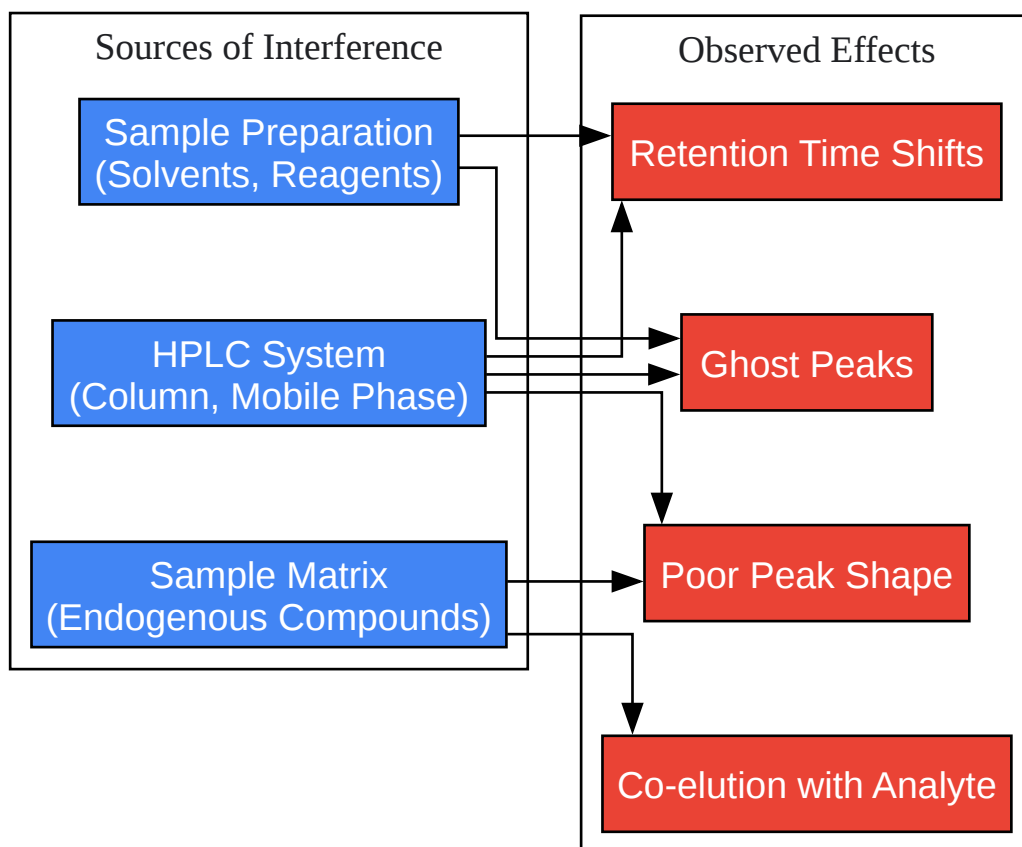 Sources of Interference
Sample Preparation
(Solvents, Reagents)
HPLC System
(Column, Mobile Phase)
Sample Matrix
(Endogenous Compounds)
Observed Effects
Retention Time Shifts
Ghost Peaks
Poor Peak Shape
Co-elution with Analyte